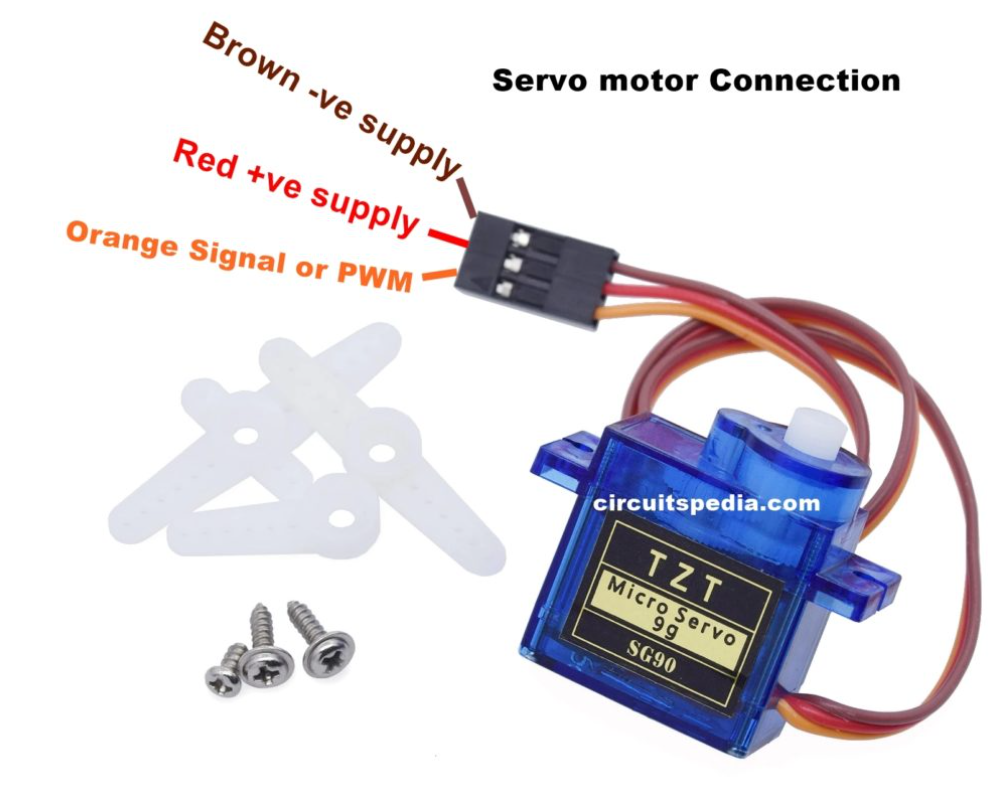 Servo motor Connection
Brown -ve supply
Red +ve supply
Orange Signal or PWM
circuitspedia.com
TZT
Micro Servo
9g
SG90